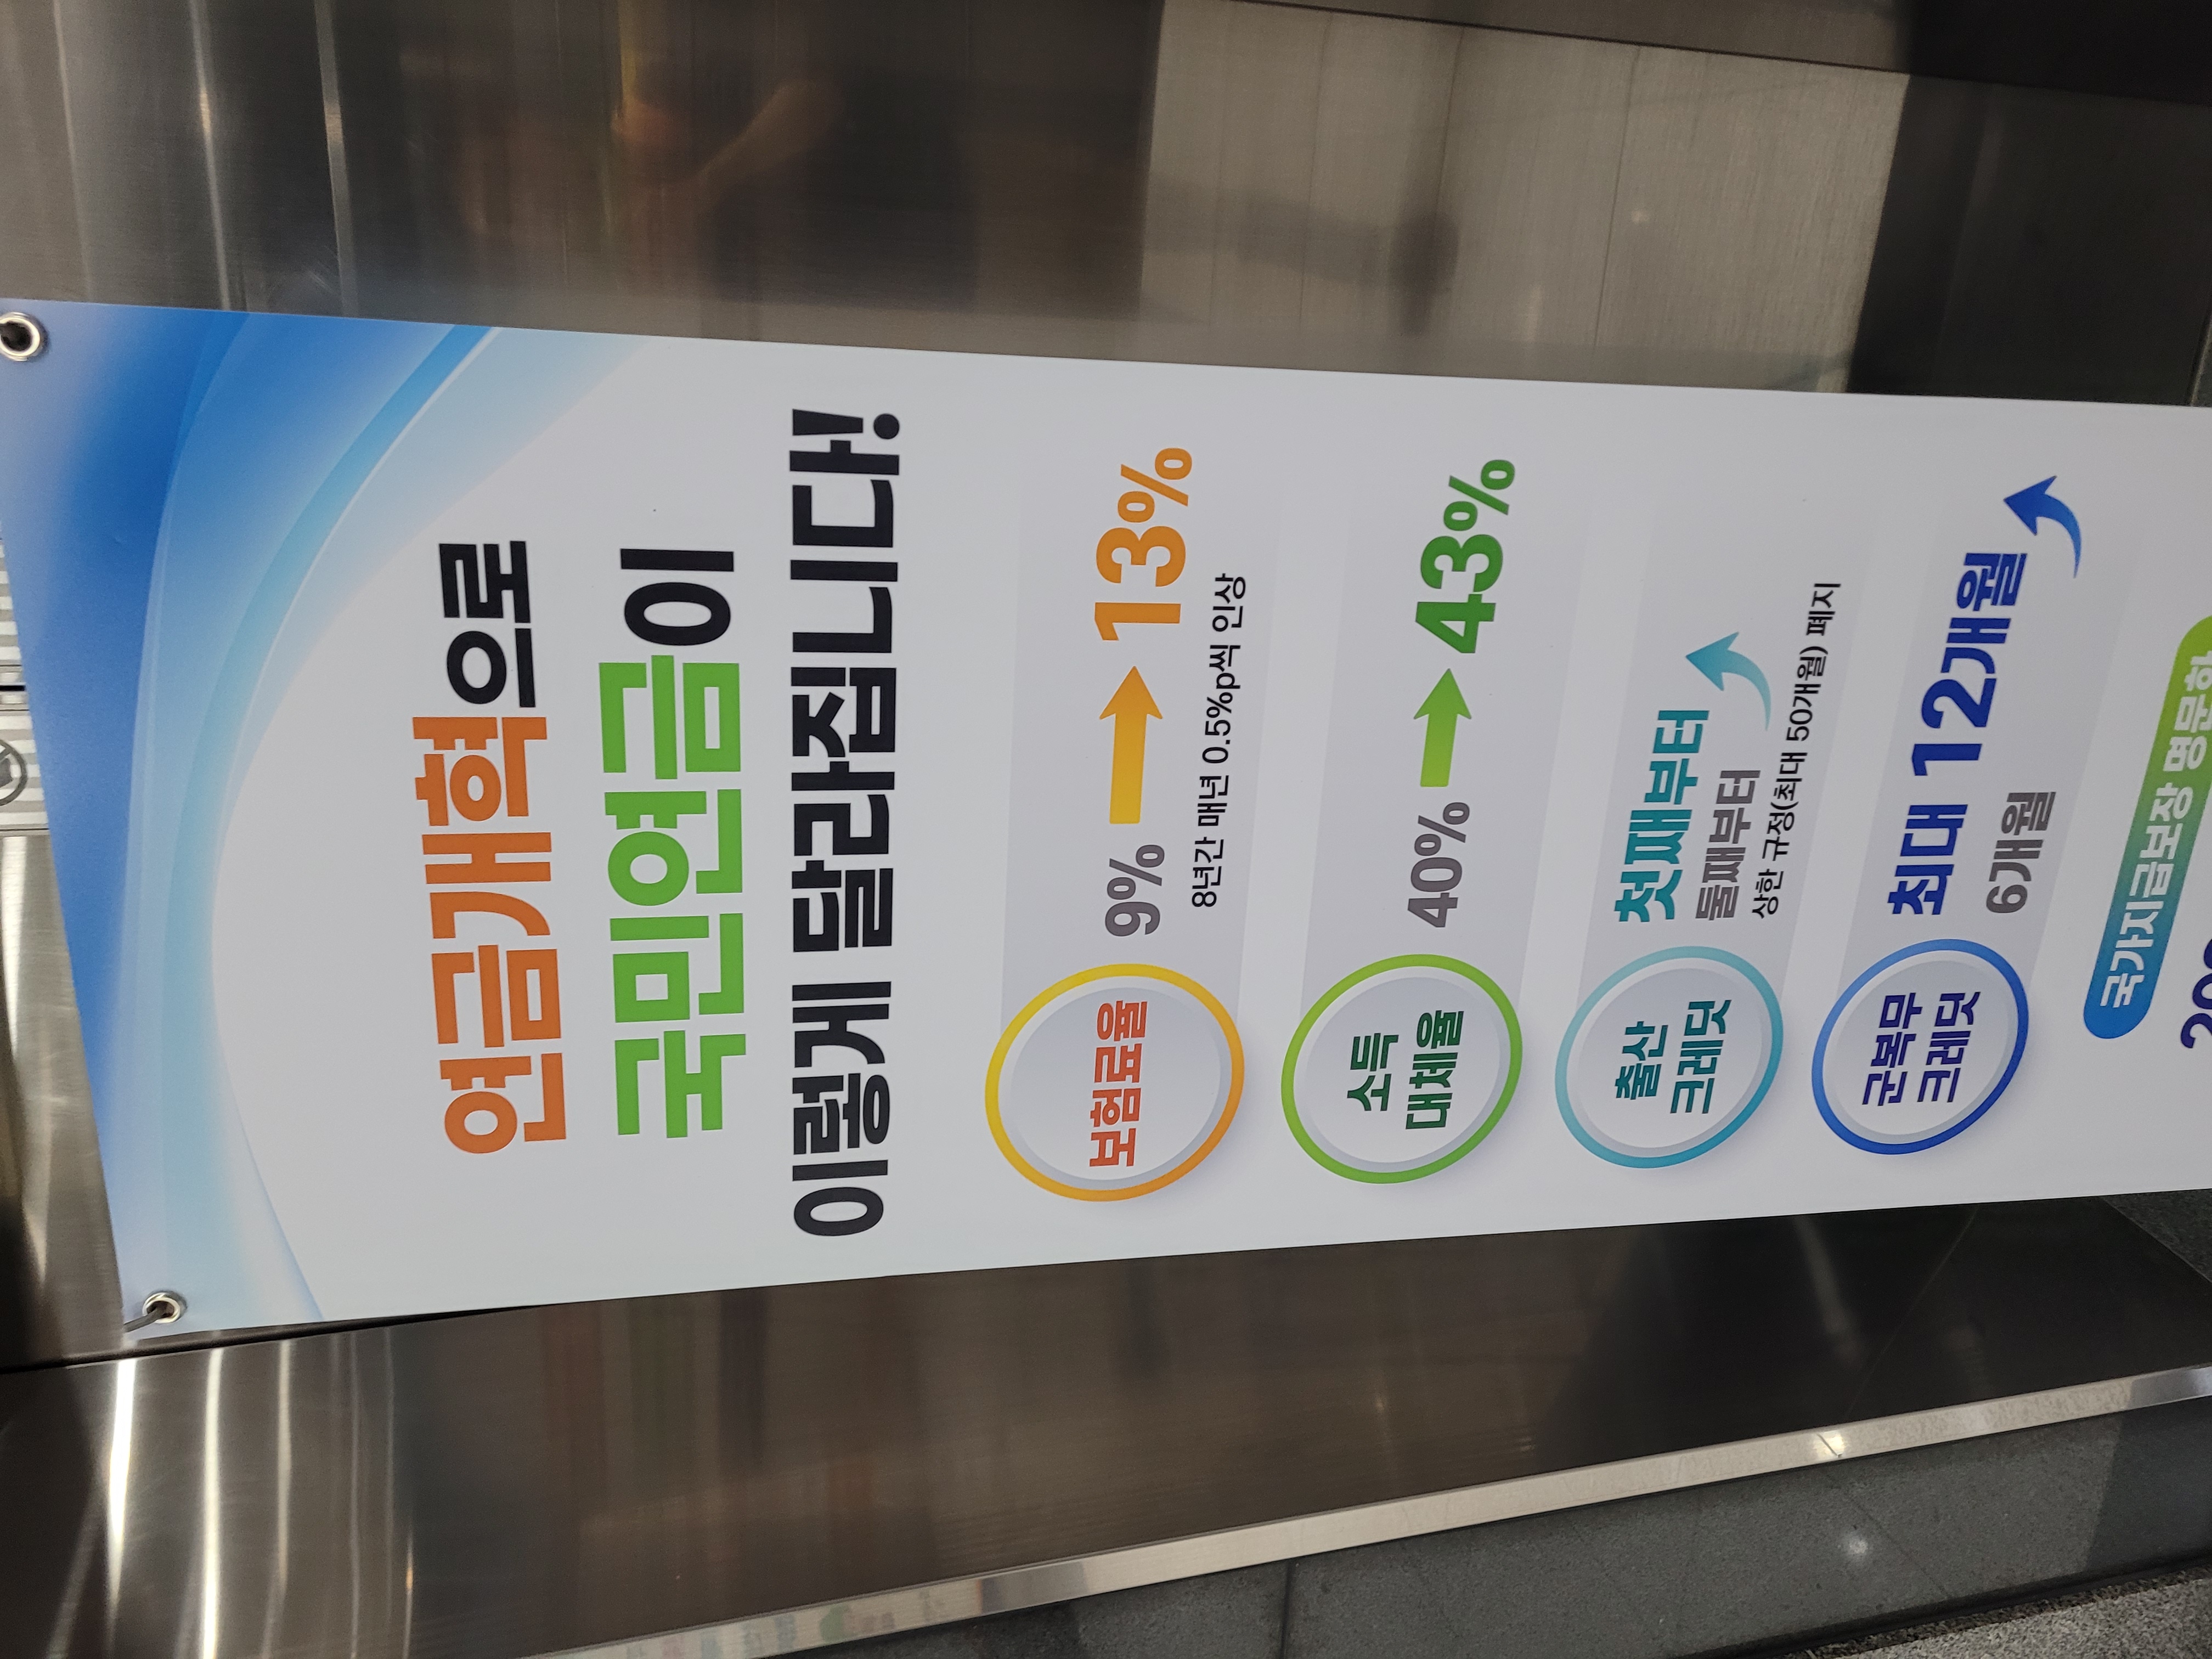 연금개혁으로
국민연금이
이렇게 달라집니다!
보험료율
9% → 13%
8년간 매년 0.5%p씩 인상
소득
대체율
40% → 43%
출산
크레딧
첫째부터
둘째부터
상한 규정(최대 50개월) 폐지
군복무
크레딧
최대 12개월
6개월
국가지급보장 명문화